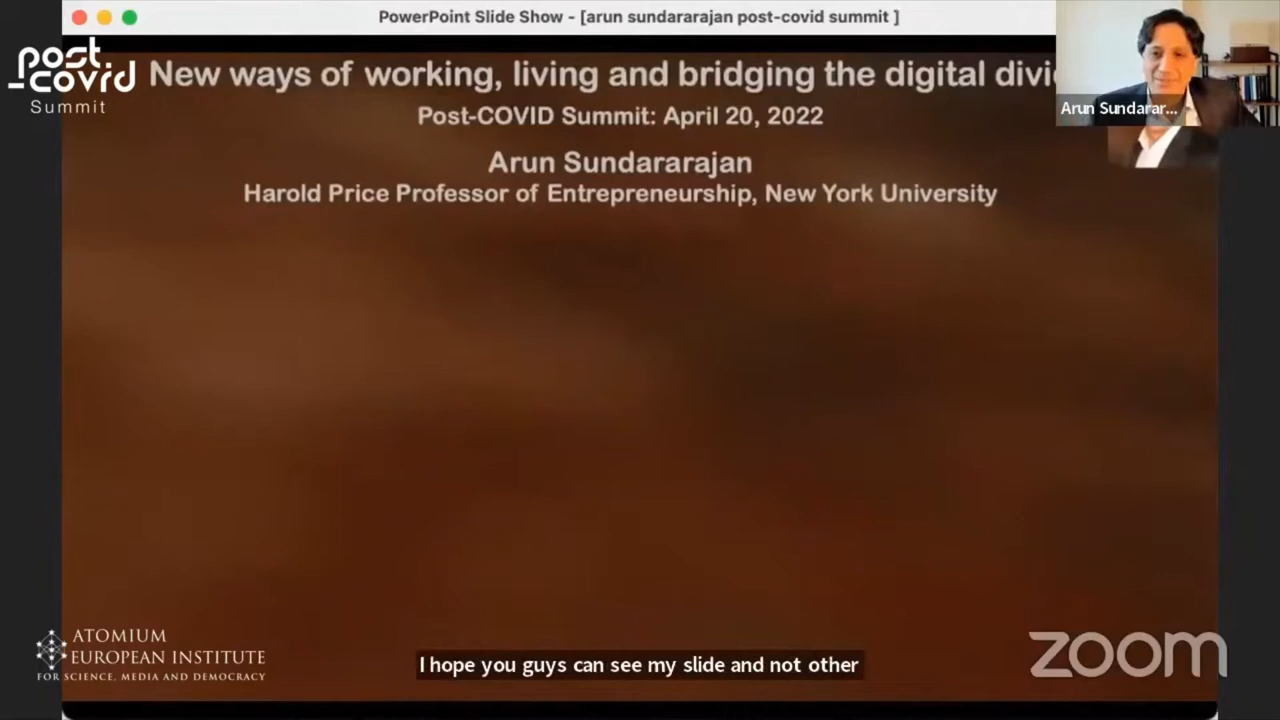 PowerPoint Slide Show - [arun sundararajan post-covid summit ]
post
-covid
Summit
New ways of working, living and bridging the digital divi
Post-COVID Summit: April 20, 2022
Arun Sundarar...
Arun Sundararajan
Harold Price Professor of Entrepreneurship, New York University
ATOMIUM
EUROPEAN INSTITUTE
FOR SCIENCE, MEDIA AND DEMOCRACY
I hope you guys can see my slide and not other
zoom